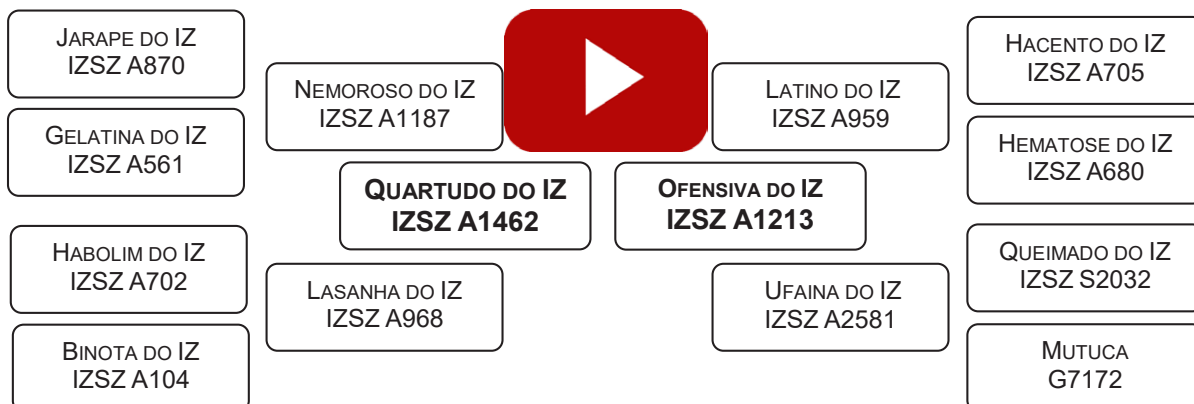 JARAPE DO IZ
IZSZ A870
GELATINA DO IZ
IZSZ A561
HABOLIM DO IZ
IZSZ A702
BINOTA DO IZ
IZSZ A104
NEMOROSO DO IZ
IZSZ A1187
LASANHA DO IZ
IZSZ A968
QUARTUDO DO IZ
IZSZ A1462
OFENSIVA DO IZ
IZSZ A1213
LATINO DO IZ
IZSZ A959
UFAINA DO IZ
IZSZ A2581
HACENTO DO IZ
IZSZ A705
HEMATOSE DO IZ
IZSZ A680
QUEIMADO DO IZ
IZSZ S2032
MUTUCA
G7172